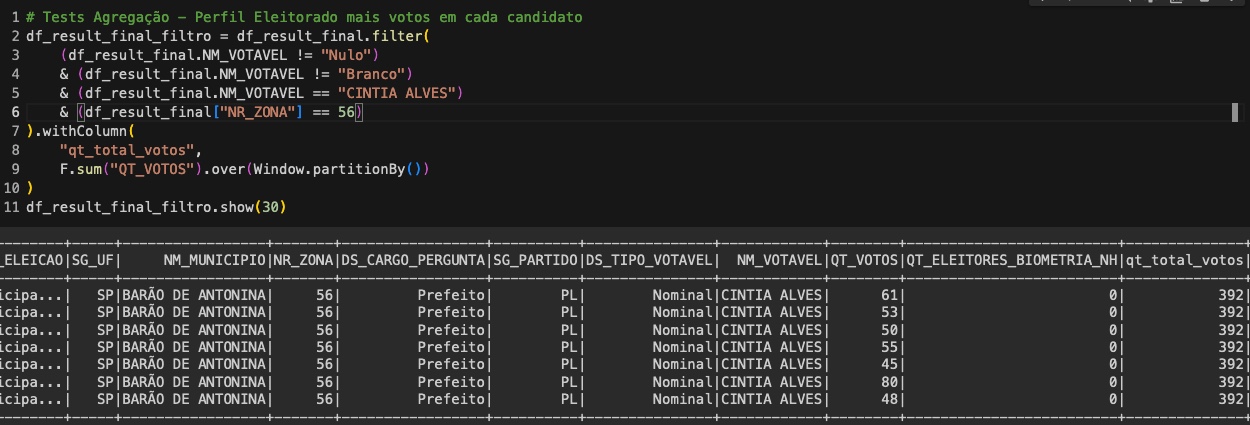 1 # Tests Agregação - Perfil Eleitorado mais votos em cada candidato
2 df_result_final_filtro = df_result_final.filter(
3     (df_result_final.NM_VOTAVEL != "Nulo")
4     & (df_result_final.NM_VOTAVEL != "Branco")
5     & (df_result_final.NM_VOTAVEL == "CINTIA ALVES")
6     & (df_result_final["NR_ZONA"] == 56)
7 ).withColumn(
8     "qt_total_votos",
9     F.sum("QT_VOTOS").over(Window.partitionBy())
10 )
11 df_result_final_filtro.show(30)
--------+-----+-----------------+-------+-----------------+----------+---------------+------------+--------+------------------------+--------------+
_ELEICAO|SG_UF|     NM_MUNICIPIO|NR_ZONA|DS_CARGO_PERGUNTA|SG_PARTIDO|DS_TIPO_VOTAVEL|  NM_VOTAVEL|QT_VOTOS|QT_ELEITORES_BIOMETRIA_NH|qt_total_votos|
--------+-----+-----------------+-------+-----------------+----------+---------------+------------+--------+------------------------+--------------+
icipa...|   SP|BARÃO DE ANTONINA|     56|         Prefeito|        PL|        Nominal|CINTIA ALVES|      61|                        0|           392|
icipa...|   SP|BARÃO DE ANTONINA|     56|         Prefeito|        PL|        Nominal|CINTIA ALVES|      53|                        0|           392|
icipa...|   SP|BARÃO DE ANTONINA|     56|         Prefeito|        PL|        Nominal|CINTIA ALVES|      50|                        0|           392|
icipa...|   SP|BARÃO DE ANTONINA|     56|         Prefeito|        PL|        Nominal|CINTIA ALVES|      55|                        0|           392|
icipa...|   SP|BARÃO DE ANTONINA|     56|         Prefeito|        PL|        Nominal|CINTIA ALVES|      45|                        0|           392|
icipa...|   SP|BARÃO DE ANTONINA|     56|         Prefeito|        PL|        Nominal|CINTIA ALVES|      80|                        0|           392|
icipa...|   SP|BARÃO DE ANTONINA|     56|         Prefeito|        PL|        Nominal|CINTIA ALVES|      48|                        0|           392|
--------+-----+-----------------+-------+-----------------+----------+---------------+------------+--------+------------------------+--------------+